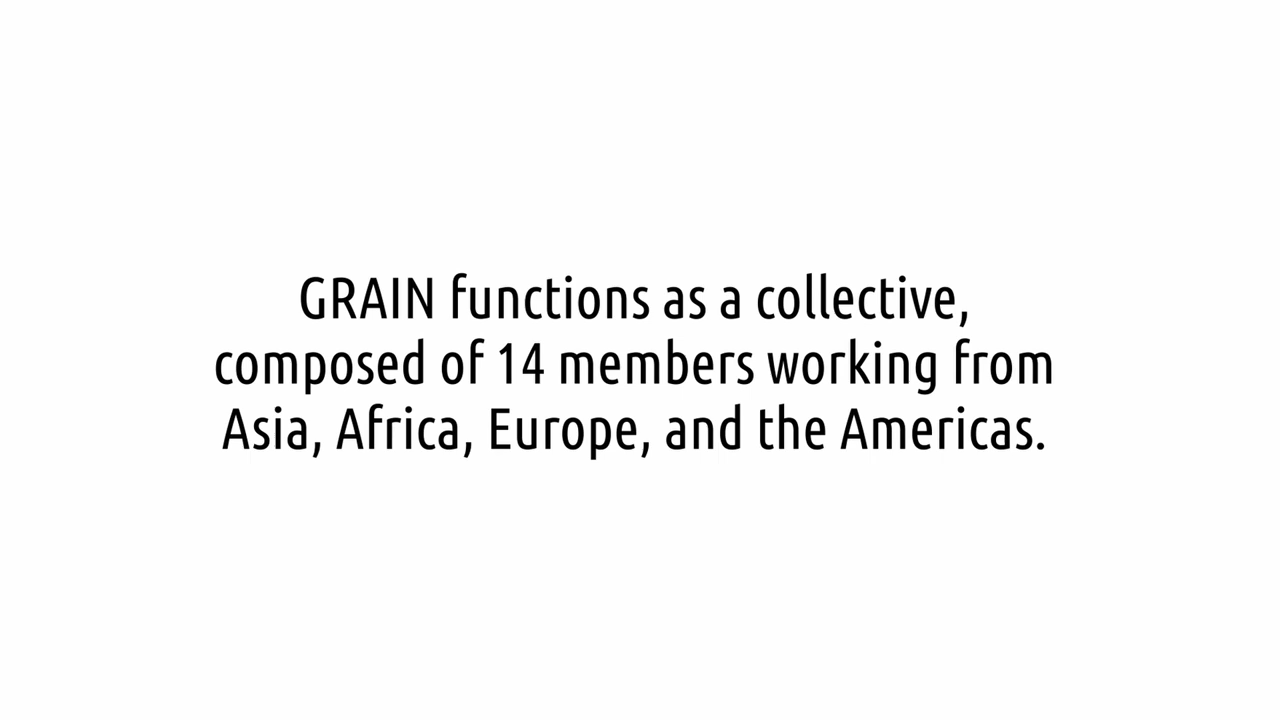 GRAIN functions as a collective,
composed of 14 members working from
Asia, Africa, Europe, and the Americas.